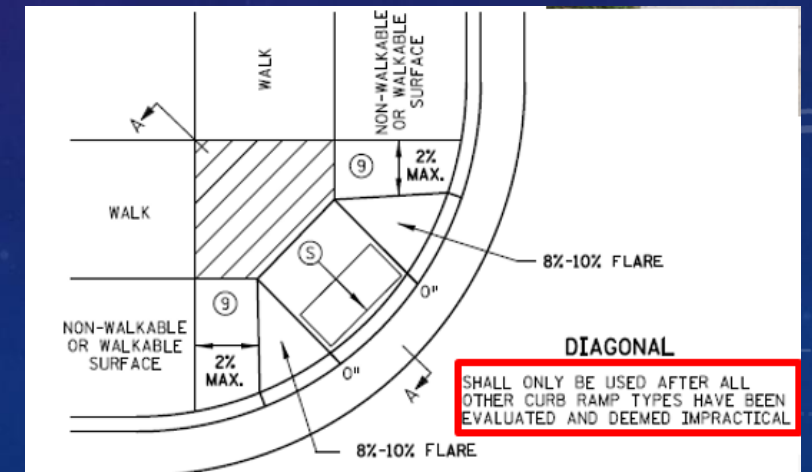 WALK
NON-WALKABLE
OR WALKABLE
SURFACE
A
9
2%
MAX.
WALK
S
8%-10% FLARE
0"
9
NON-WALKABLE
OR WALKABLE
SURFACE
2%
MAX.
0"
A
DIAGONAL
SHALL ONLY BE USED AFTER ALL
OTHER CURB RAMP TYPES HAVE BEEN
EVALUATED AND DEEMED IMPRACTICAL
8%-10% FLARE